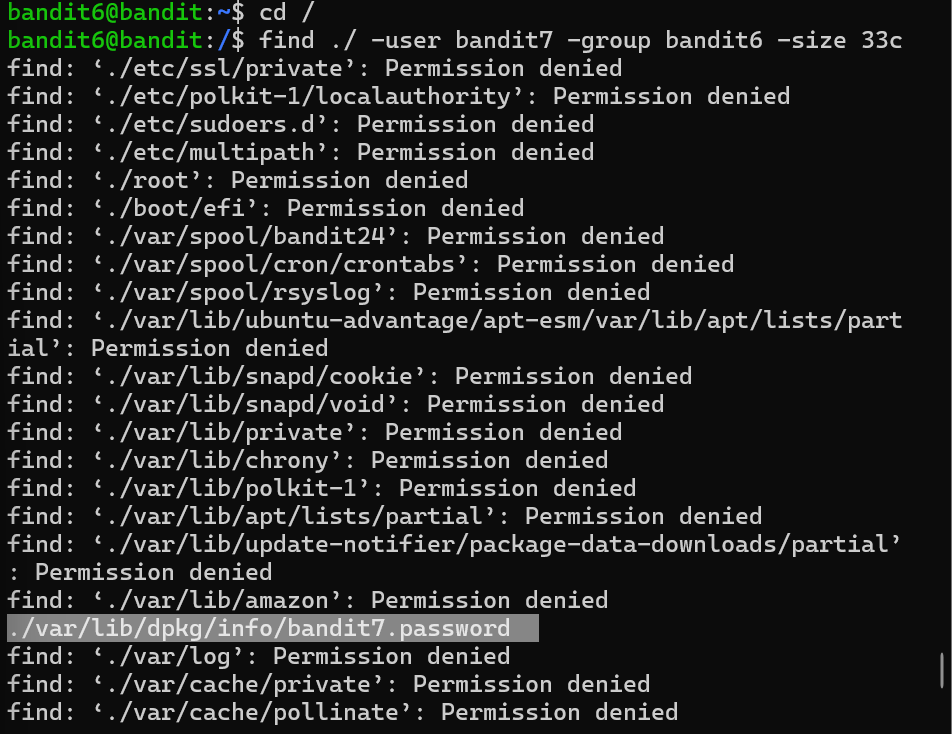 bandit6@bandit:~$ cd /
bandit6@bandit:/$ find ./ -user bandit7 -group bandit6 -size 33c
find: ‘./etc/ssl/private’: Permission denied
find: ‘./etc/polkit-1/localauthority’: Permission denied
find: ‘./etc/sudoers.d’: Permission denied
find: ‘./etc/multipath’: Permission denied
find: ‘./root’: Permission denied
find: ‘./boot/efi’: Permission denied
find: ‘./var/spool/bandit24’: Permission denied
find: ‘./var/spool/cron/crontabs’: Permission denied
find: ‘./var/spool/rsyslog’: Permission denied
find: ‘./var/lib/ubuntu-advantage/apt-esm/var/lib/apt/lists/part
ial’: Permission denied
find: ‘./var/lib/snapd/cookie’: Permission denied
find: ‘./var/lib/snapd/void’: Permission denied
find: ‘./var/lib/private’: Permission denied
find: ‘./var/lib/chrony’: Permission denied
find: ‘./var/lib/polkit-1’: Permission denied
find: ‘./var/lib/apt/lists/partial’: Permission denied
find: ‘./var/lib/update-notifier/package-data-downloads/partial’
: Permission denied
find: ‘./var/lib/amazon’: Permission denied
./var/lib/dpkg/info/bandit7.password
find: ‘./var/log’: Permission denied
find: ‘./var/cache/private’: Permission denied
find: ‘./var/cache/pollinate’: Permission denied